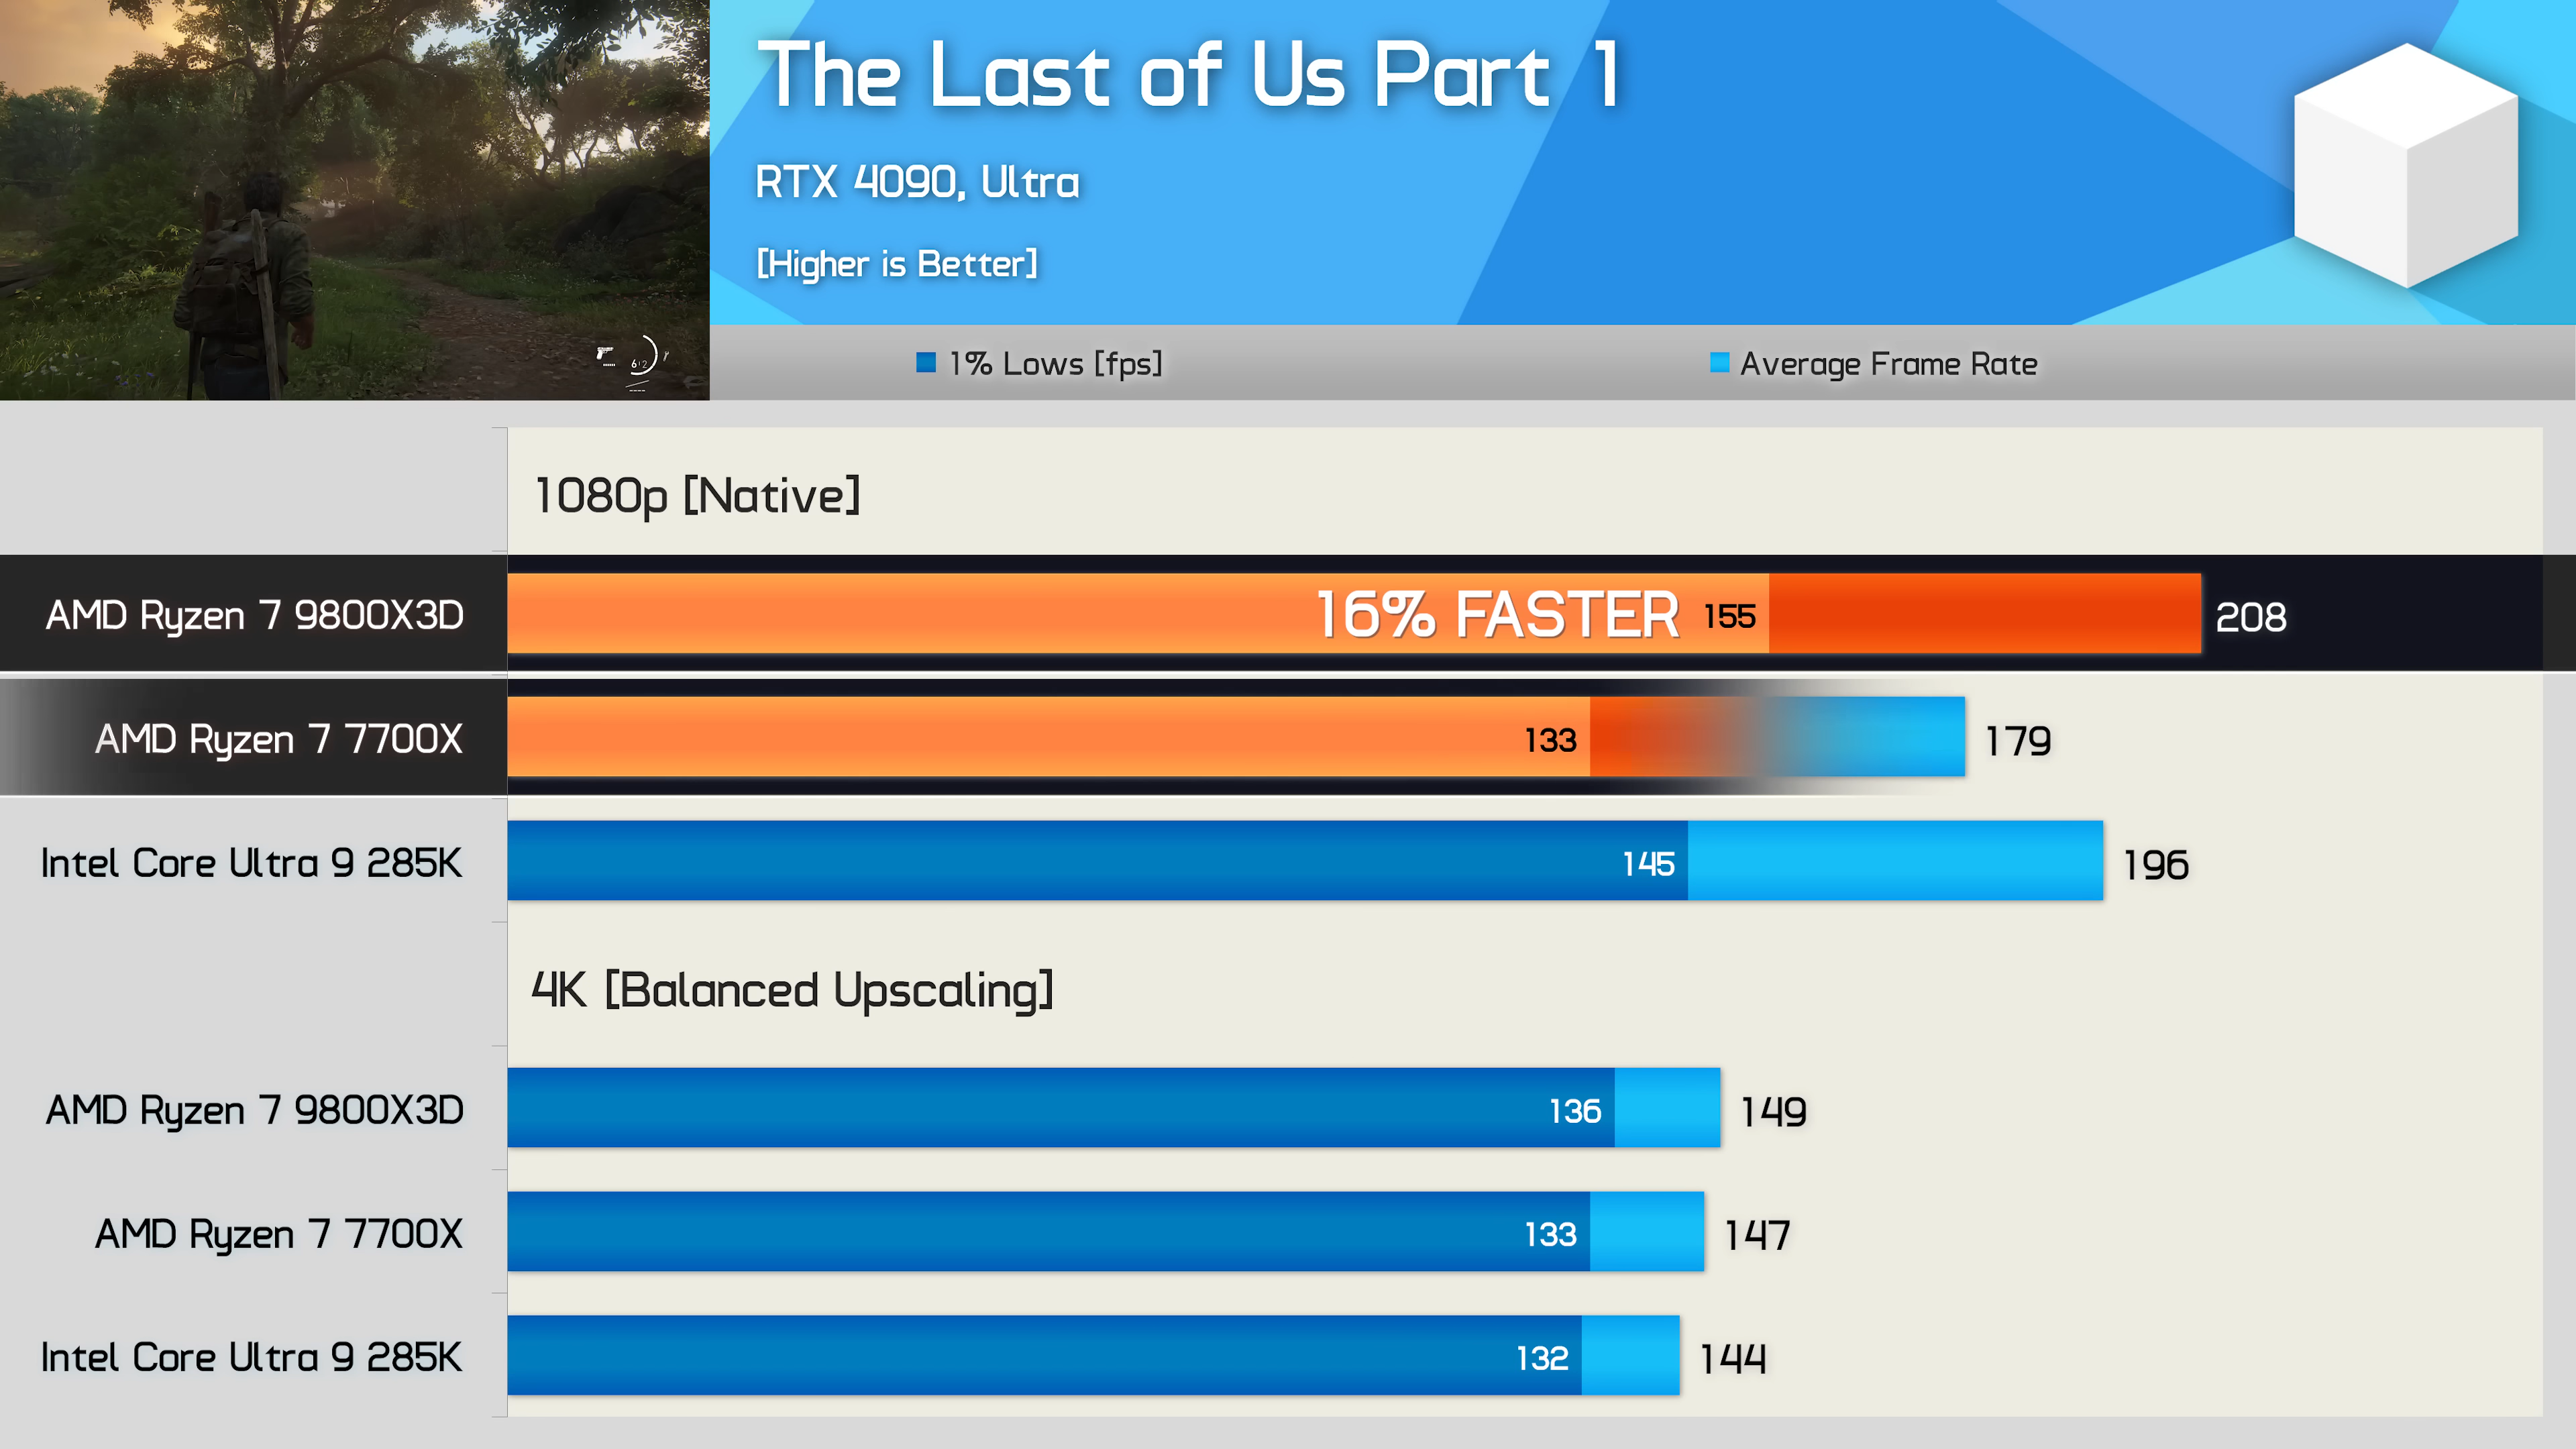 The Last of Us Part 1
RTX 4090, Ultra
[Higher is Better]
6 2
1% Lows [fps]
Average Frame Rate
1080p [Native]
AMD Ryzen 7 9800X3D
16% FASTER
155
208
AMD Ryzen 7 7700X
133
179
Intel Core Ultra 9 285K
145
196
4K [Balanced Upscaling]
AMD Ryzen 7 9800X3D
136
149
AMD Ryzen 7 7700X
133
147
Intel Core Ultra 9 285K
132
144